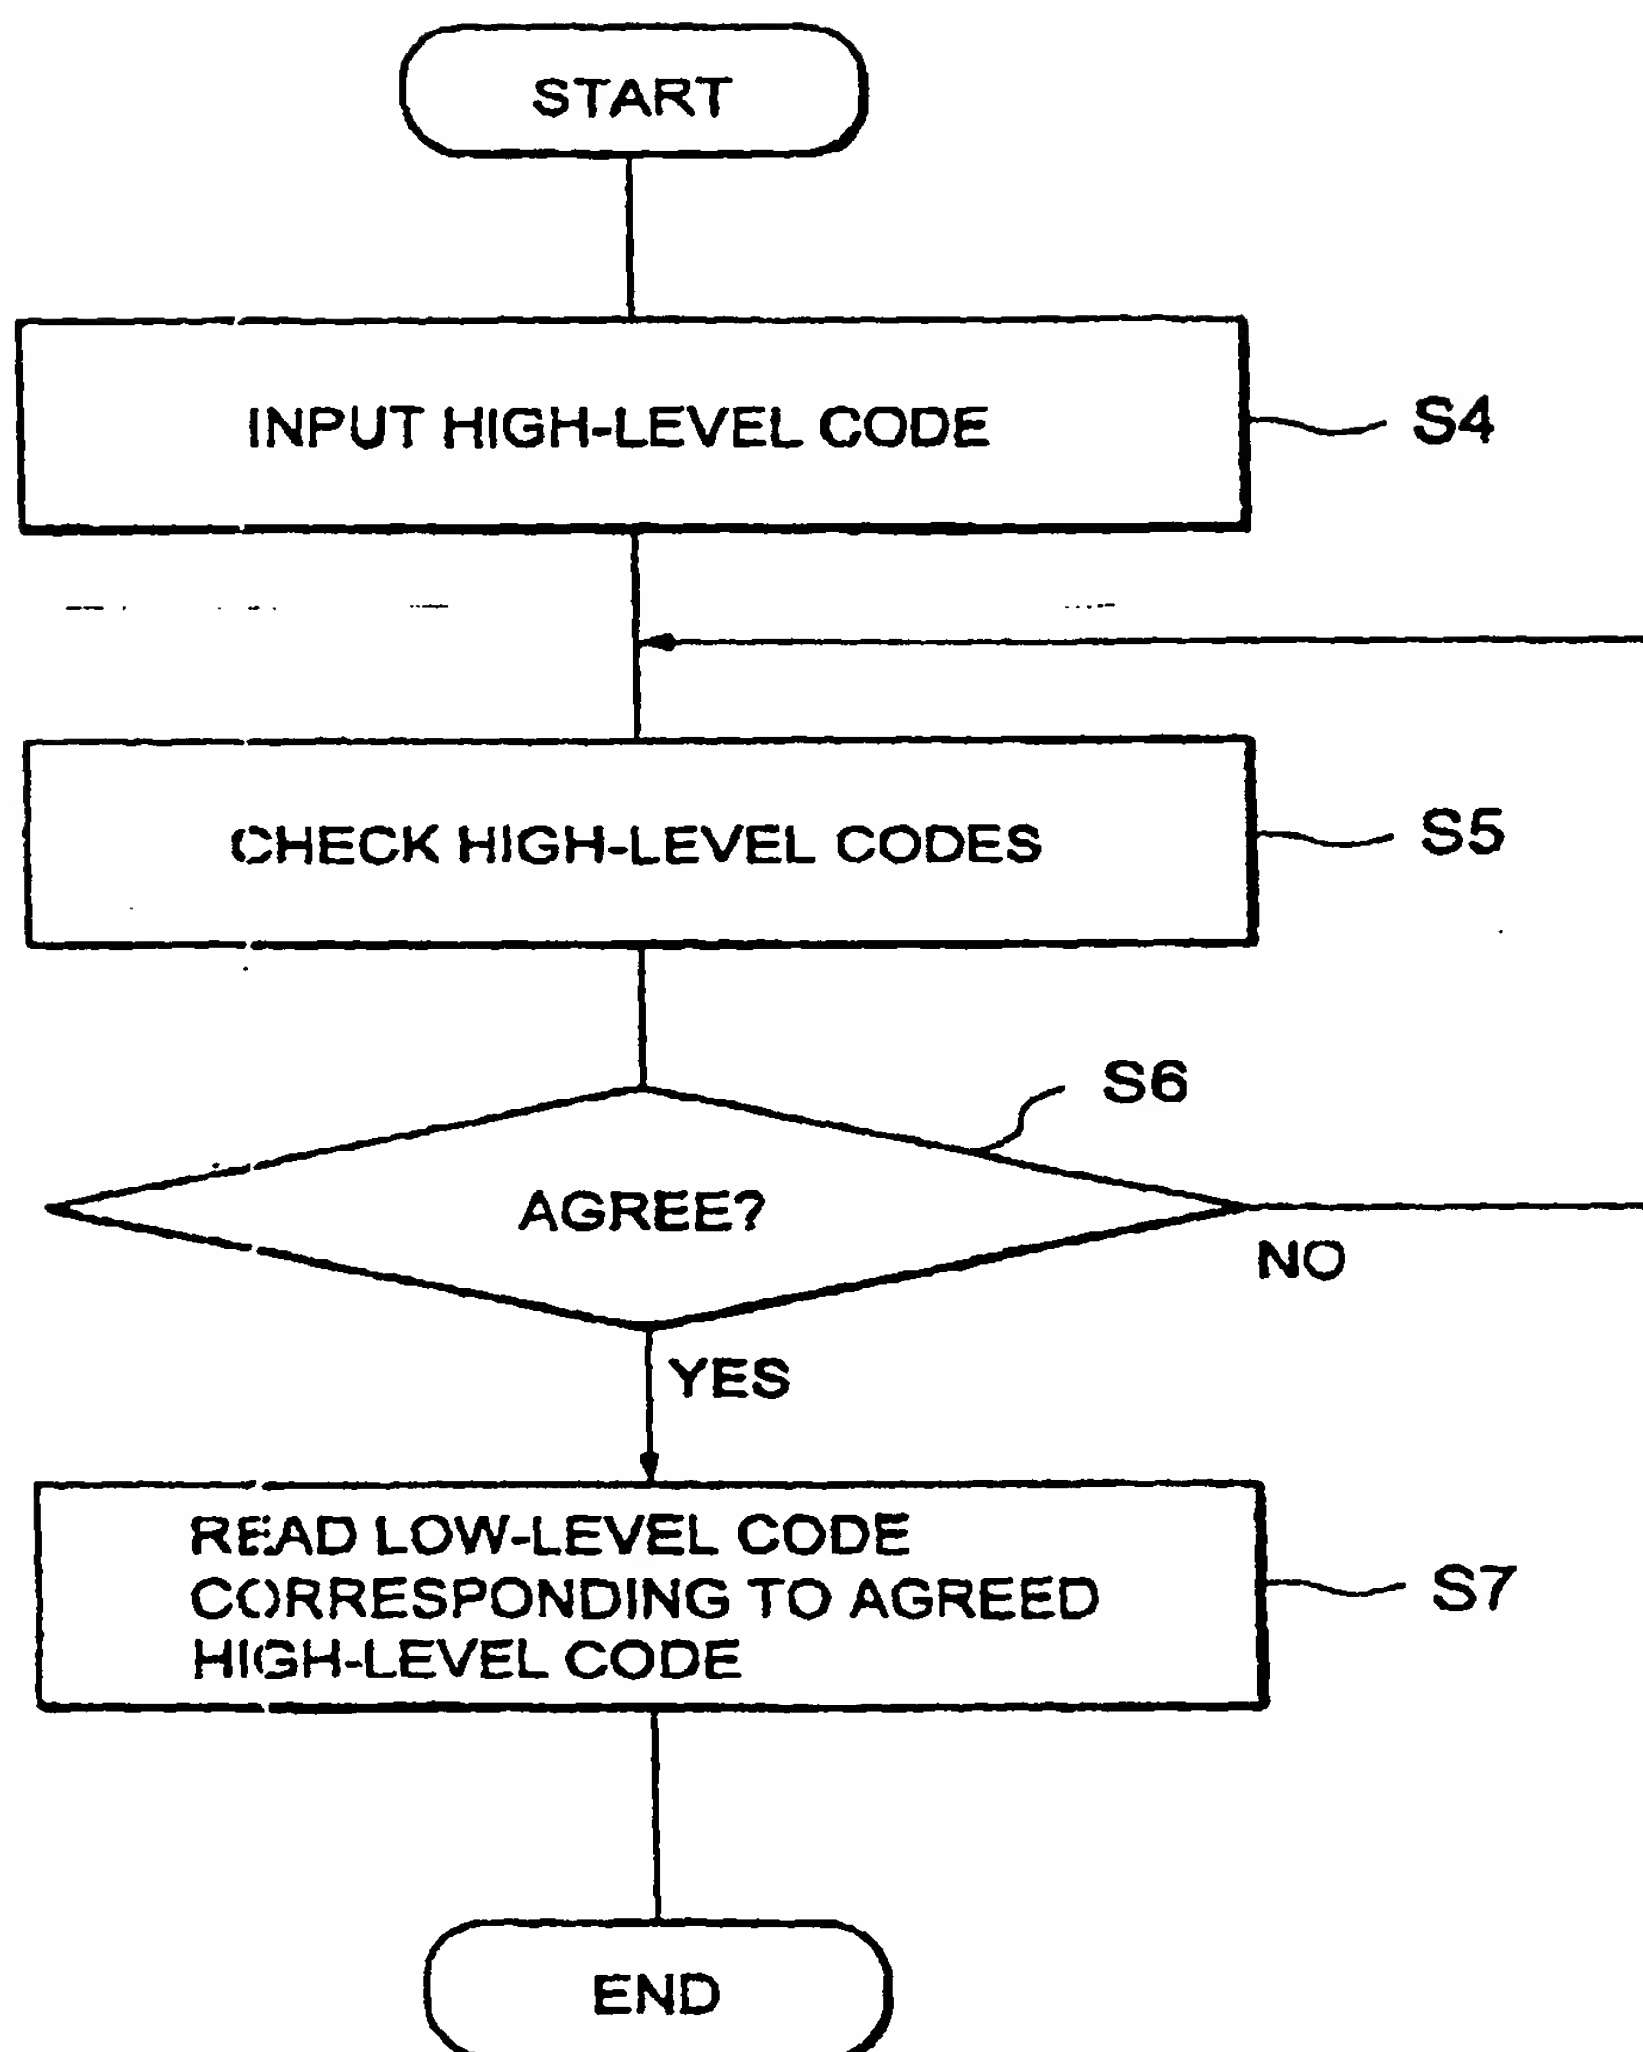 START
INPUT HIGH-LEVEL CODE
S4
CHECK HIGH-LEVEL CODES
S5
S6
AGREE?
NO
YES
READ LOW-LEVEL CODE
CORRESPONDING TO AGREED
HIGH-LEVEL CODE
S7
END